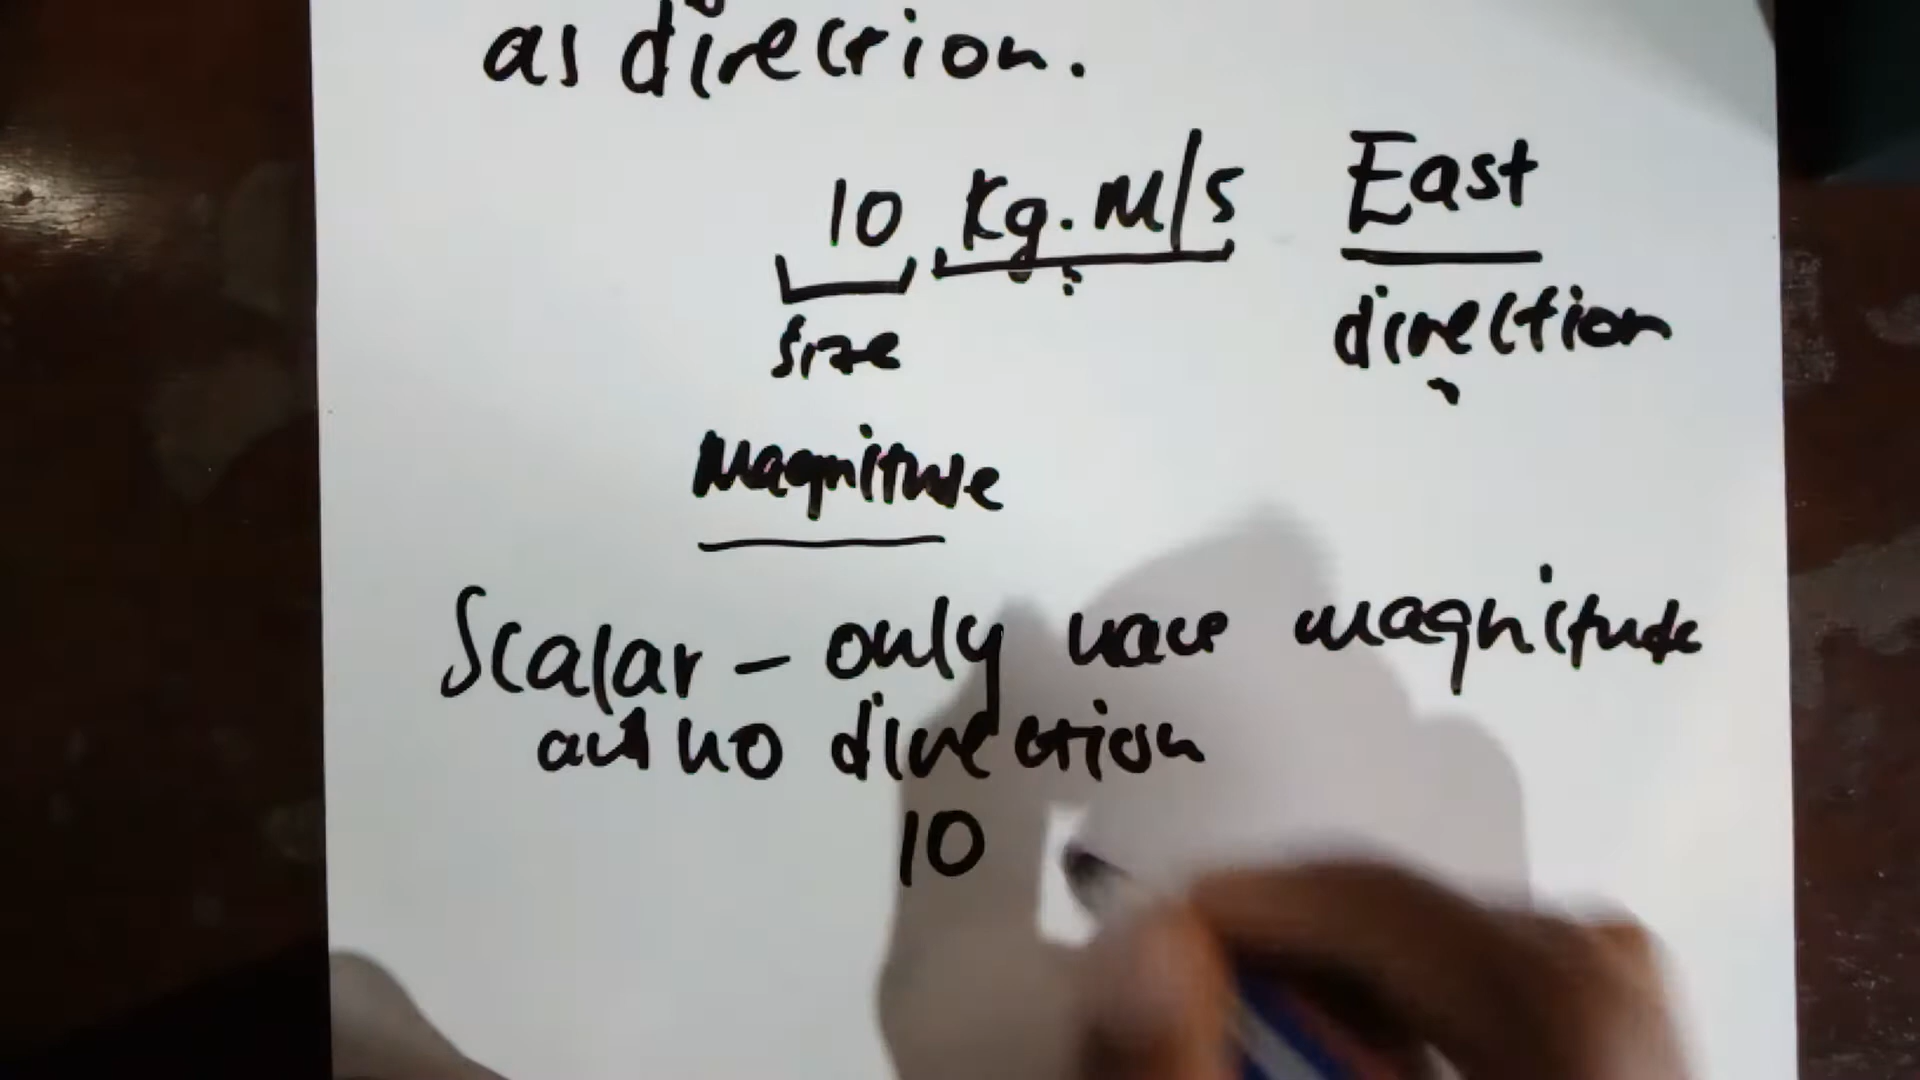 as direction.
10 Kg.M/s East
size direction
Magnitude
Scalar - only have magnitude
and no direction
10